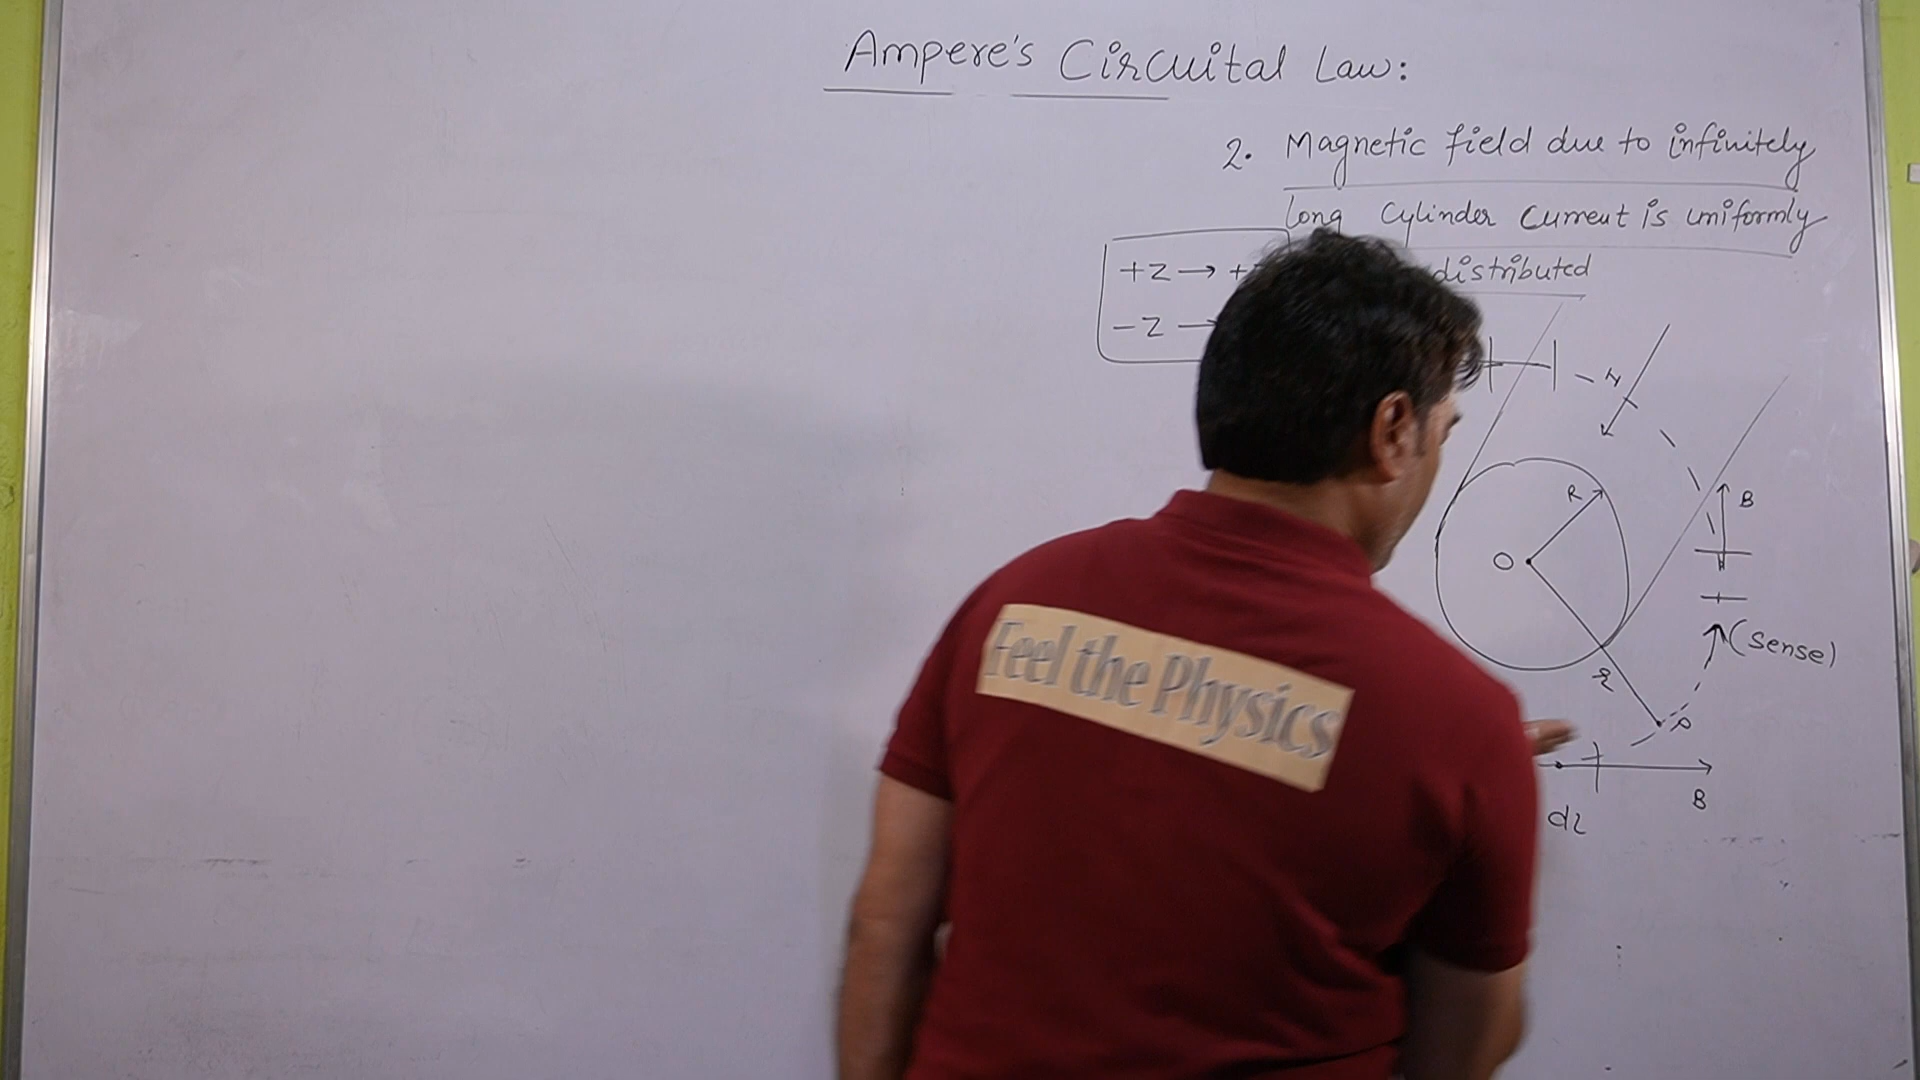 Ampere's Circuital Law:
2. Magnetic field due to infinitely
long Cylinder Current is uniformly
distributed
+z → +
-z →
R
O
B
(sense)
r
P
B
dl
Feel the Physics